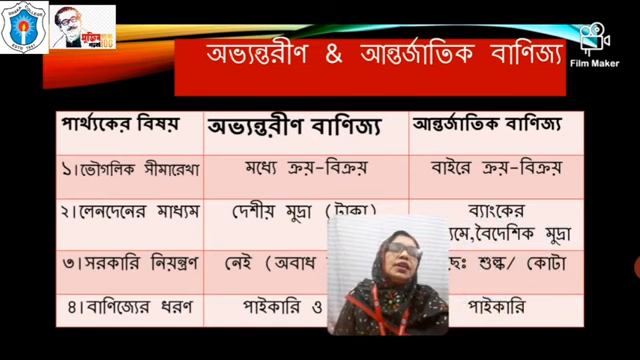 অভ্যন্তরীণ & আন্তর্জাতিক বাণিজ্য
Film Maker
পার্থ্যকের বিষয় অভ্যন্তরীণ বাণিজ্য আন্তর্জাতিক বাণিজ্য
১।ভৌগলিক সীমারেখা মধ্যে ক্রয়-বিক্রয় বাইরে ক্রয়-বিক্রয়
২।লেনদেনের মাধ্যম দেশীয় মুদ্রা (টাকা) ব্যাংকের
বৈদেশিক মুদ্রা
৩।সরকারি নিয়ন্ত্রণ নেই (অবাধ শুল্ক/ কোটা
৪।বাণিজ্যের ধরণ পাইকারি ও পাইকারি